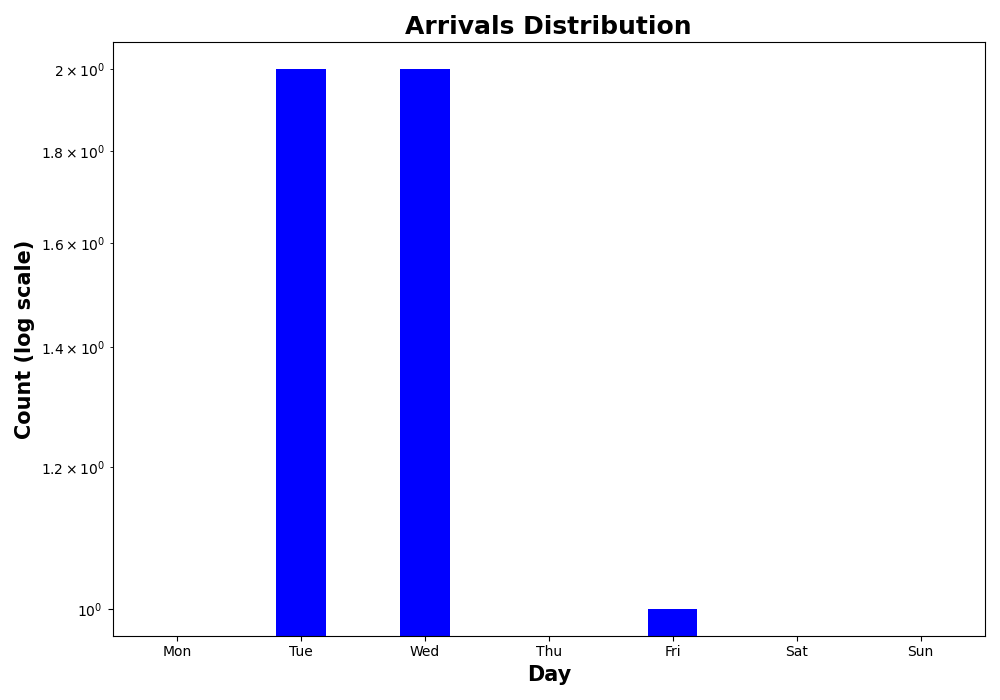 Arrivals Distribution
Count (log scale)
2 × 10⁰
1.8 × 10⁰
1.6 × 10⁰
1.4 × 10⁰
1.2 × 10⁰
10⁰
Mon Tue Wed Thu Fri Sat Sun
Day